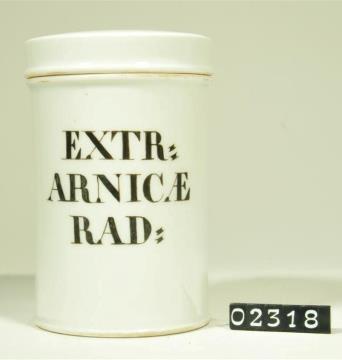 EXTR:
ARNICÆ
RAD:
02318